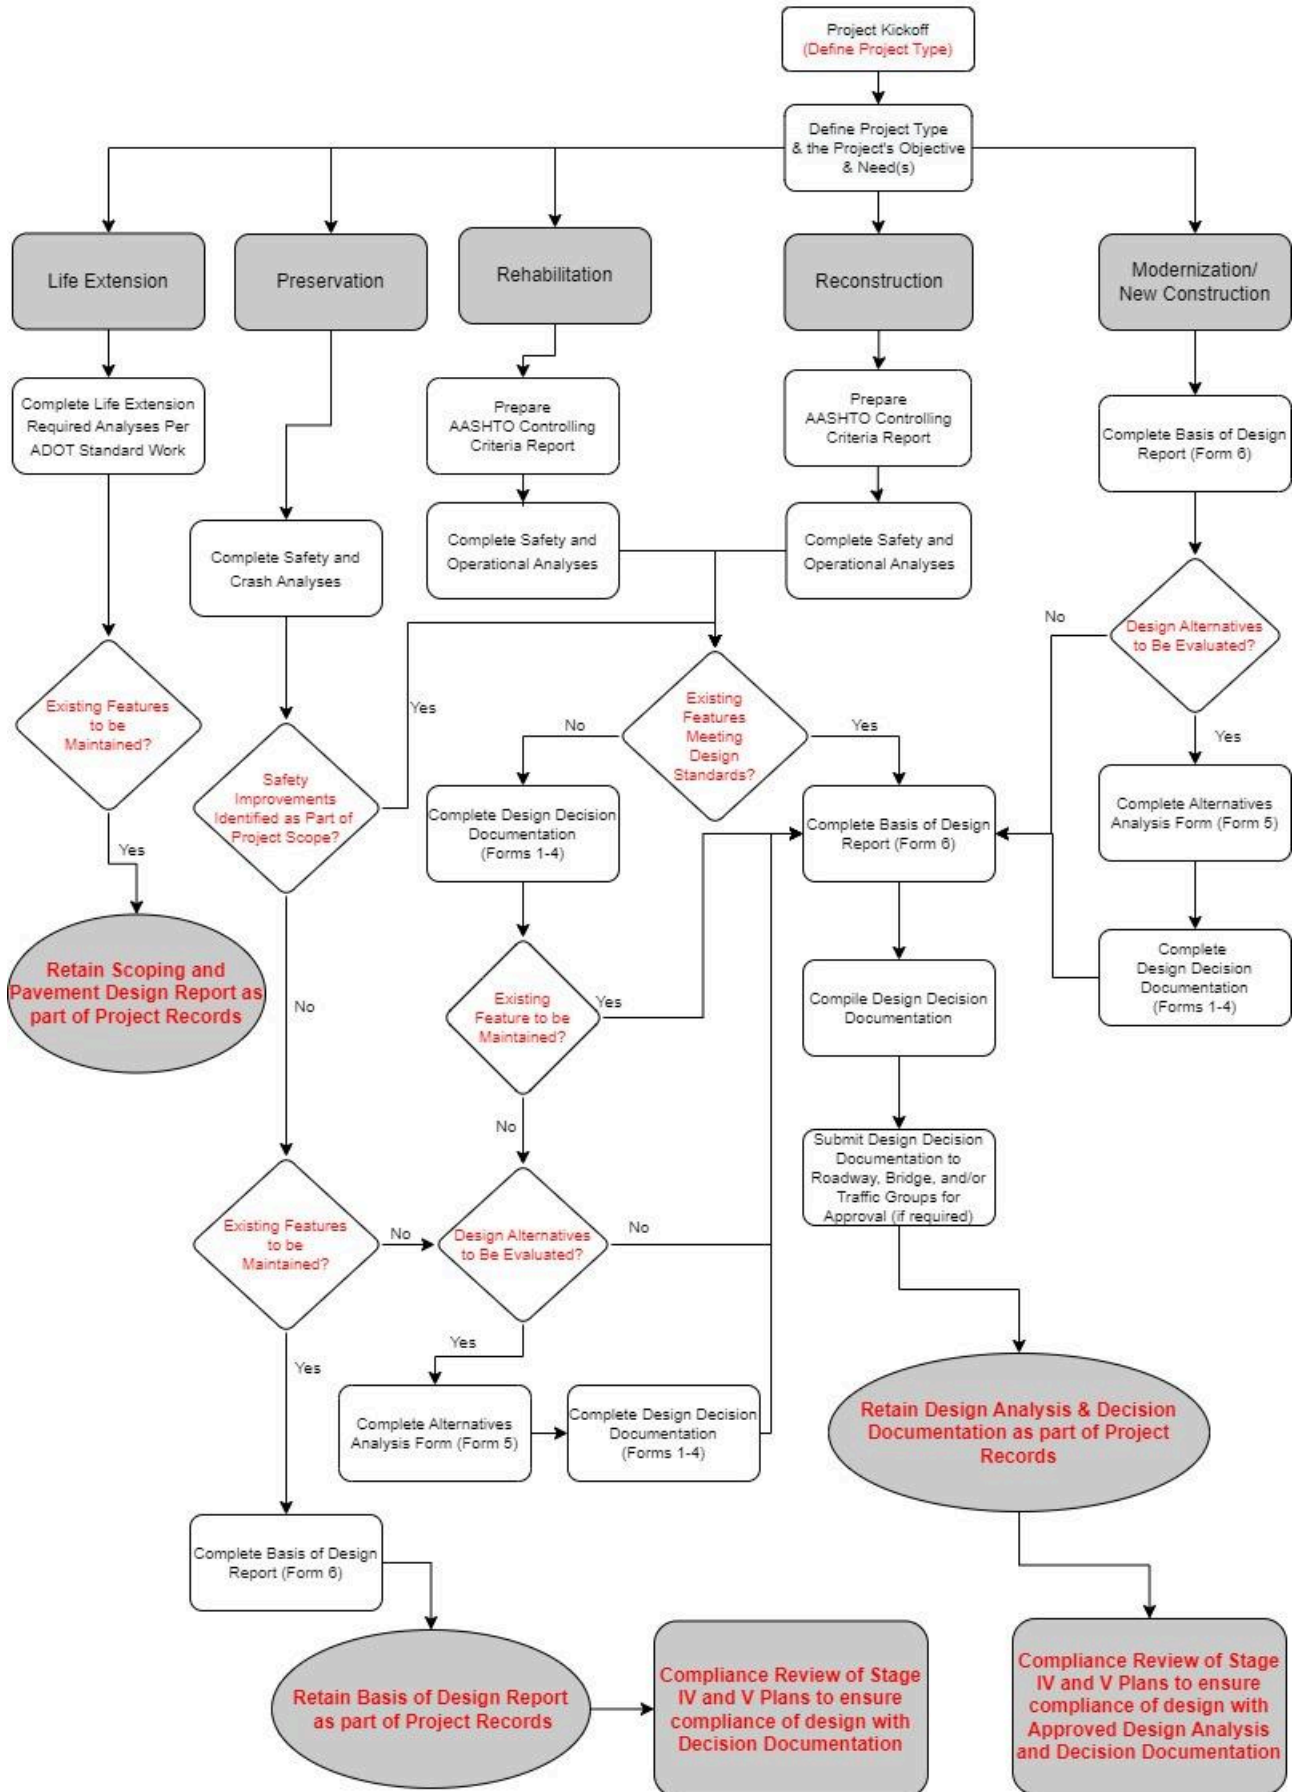 Project Kickoff
(Define Project Type)
Define Project Type
& the Project's Objective
& Need(s)
Life Extension
Preservation
Rehabilitation
Reconstruction
Modernization/
New Construction
Complete Life Extension
Required Analyses Per
ADOT Standard Work
Prepare
AASHTO Controlling
Criteria Report
Prepare
AASHTO Controlling
Criteria Report
Complete Basis of Design
Report (Form 6)
Complete Safety and
Crash Analyses
Complete Safety and
Operational Analyses
Complete Safety and
Operational Analyses
No
Design Alternatives
to Be Evaluated?
Existing Features
to be
Maintained?
Yes
Existing
Features
Meeting
Design
Standards?
No
Yes
Yes
Safety
Improvements
Identified as Part of
Project Scope?
Complete Design Decision
Documentation
(Forms 1-4)
Complete Basis of Design
Report (Form 6)
Complete Alternatives
Analysis Form (Form 5)
Yes
Retain Scoping and
Pavement Design Report as
part of Project Records
No
Existing
Feature to be
Maintained?
Yes
Compile Design Decision
Documentation
Complete
Design Decision
Documentation
(Forms 1-4)
No
Submit Design Decision
Documentation to
Roadway, Bridge, and/or
Traffic Groups for
Approval (if required)
Existing Features
to be
Maintained?
No
Design Alternatives
to Be Evaluated?
No
Yes
Yes
Complete Alternatives
Analysis Form (Form 5)
Complete Design Decision
Documentation
(Forms 1-4)
Retain Design Analysis & Decision
Documentation as part of Project
Records
Complete Basis of Design
Report (Form 6)
Retain Basis of Design Report
as part of Project Records
Compliance Review of Stage
IV and V Plans to ensure
compliance of design with
Decision Documentation
Compliance Review of Stage
IV and V Plans to ensure
compliance of design with
Approved Design Analysis
and Decision Documentation